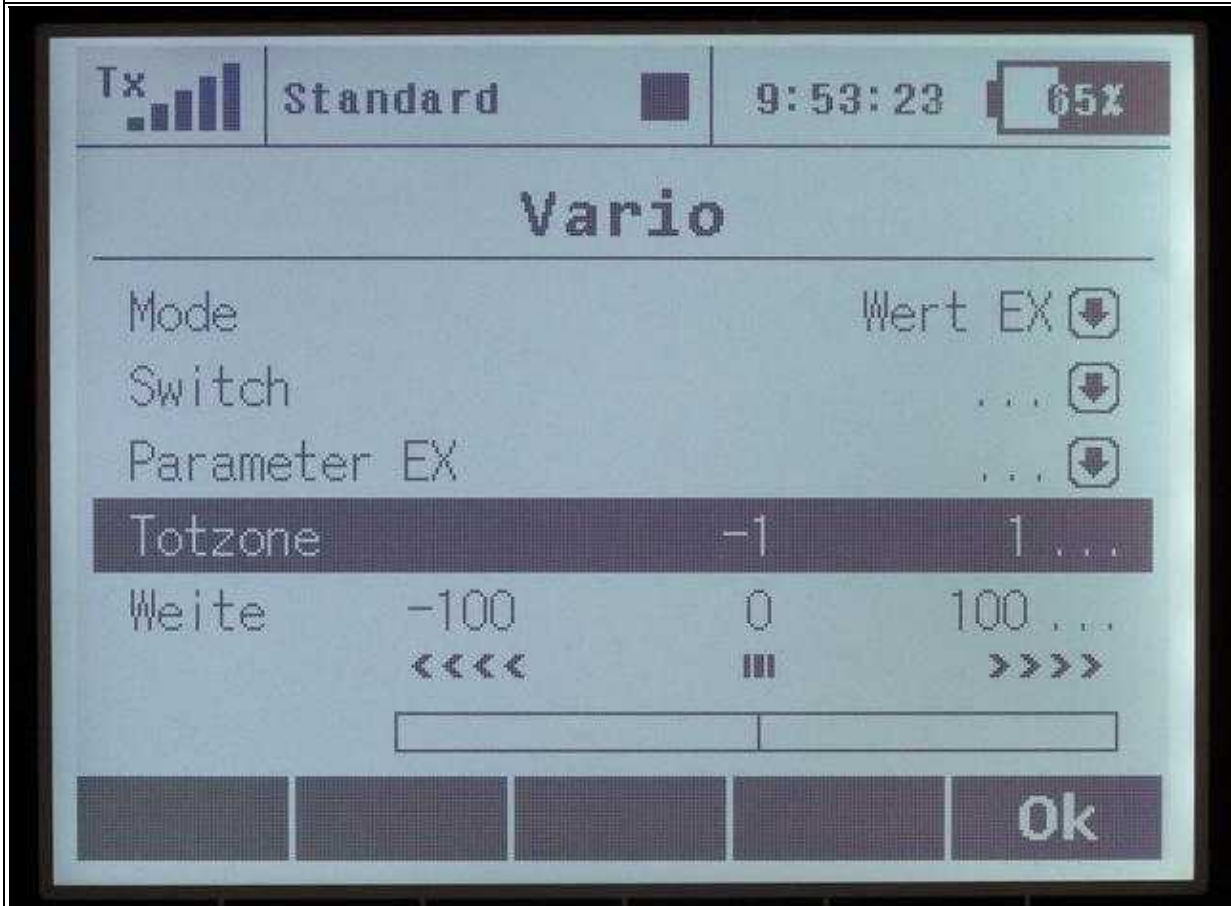 Tx Standard 9:53:23 65%
Vario
Mode Wert EX
Switch ...
Parameter EX ...
Totzone -1 1 ...
Weite -100 0 100 ...
<<<< >>>>
Ok